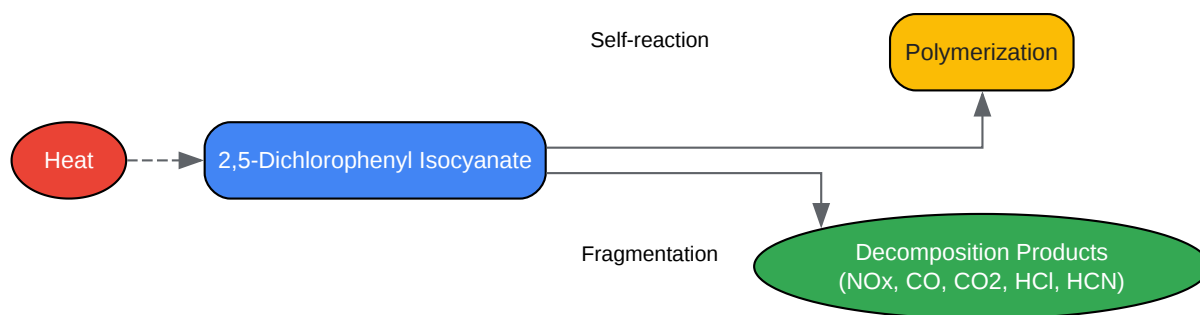 Self-reaction
Polymerization
Heat
2,5-Dichlorophenyl Isocyanate
Fragmentation
Decomposition Products
(NOx, CO, CO2, HCl, HCN)